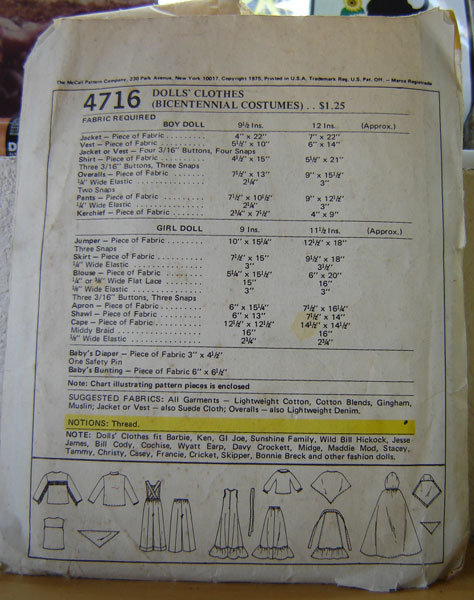 The McCall Pattern Company, 230 Park Avenue, New York 10017, Copyright 1975, Printed in U.S.A., Trademark Reg. U.S. Pat. Off. - Marca Registrada
4716 DOLLS' CLOTHES
(BICENTENNIAL COSTUMES) . . $1.25
FABRIC REQUIRED
BOY DOLL 9½ Ins. 12 Ins. (Approx.)
Jacket – Piece of Fabric . . . . . . . . . 4" x 22" 7" x 22"
Vest – Piece of Fabric . . . . . . . . . . 5½" x 10" 6" x 14"
Jacket or Vest – Four 3/16" Buttons, Four Snaps
Shirt – Piece of Fabric . . . . . . . . . . 4½" x 15" 5½" x 21"
Three 3/16" Buttons, Three Snaps
Overalls – Piece of Fabric . . . . . . . 7½" x 13" 9" x 15½"
¼" Wide Elastic . . . . . . . . . . . . . 2¼" 3"
Two Snaps
Pants – Piece of Fabric . . . . . . . . . 7½" x 10½" 9" x 12½"
¼" Wide Elastic . . . . . . . . . . . . . 2¼" 3"
Kerchief – Piece of Fabric . . . . . . . 2¾" x 7½" 4" x 9"
GIRL DOLL 9 Ins. 11½ Ins. (Approx.)
Jumper – Piece of Fabric . . . . . . . . 10" x 15¼" 12½" x 18"
Three Snaps
Skirt – Piece of Fabric . . . . . . . . . 7½" x 15" 9½" x 18"
¼" Wide Elastic . . . . . . . . . . . . . 3" 3½"
Blouse – Piece of Fabric . . . . . . . . 5¼" x 15½" 6" x 20"
Wide Flat Lace . . . . . . . 15" 16"
¼" Wide Elastic . . . . . . . . . . . . . 3" 3"
Three 3/16" Buttons, Three Snaps
Apron – Piece of Fabric . . . . . . . . 6" x 15¼" 7½" x 16¼"
Shawl – Piece of Fabric . . . . . . . . 6" x 13" 7½" x 14"
Cape – Piece of Fabric . . . . . . . . . 12½" x 12½" 14½" x 14½"
Middy Braid . . . . . . . . . . . . . . . 16" 16"
¼" Wide Elastic . . . . . . . . . . . . . 2¾" 2¾"
Baby's Diaper – Piece of Fabric 3" x 4½"
One Safety Pin
Baby's Bunting – Piece of Fabric 6" x 6½"
Note: Chart illustrating pattern pieces is enclosed
SUGGESTED FABRICS: All Garments – Lightweight Cotton, Cotton Blends, Gingham,
Muslin; Jacket or Vest – also Suede Cloth; Overalls – also Lightweight Denim.
NOTIONS: Thread.
NOTE: Dolls' Clothes fit Barbie, Ken, GI Joe, Sunshine Family, Wild Bill Hickock, Jesse
James, Bill Cody, Cochise, Wyatt Earp, Davy Crockett, Midge, Maddie Mod, Stacey,
Tammy, Christy, Casey, Francie, Cricket, Skipper, Bonnie Breck and other fashion dolls.